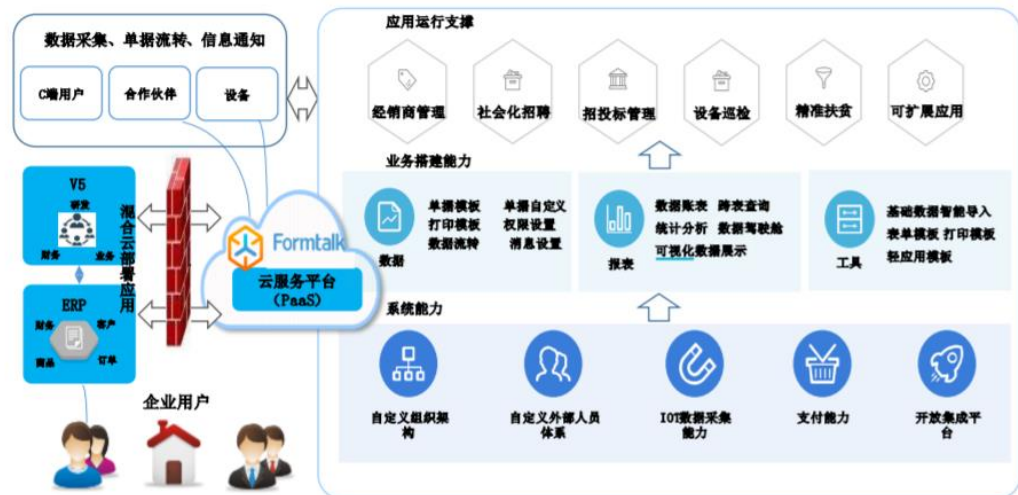 数据采集、单据流转、信息通知
C端用户
合作伙伴
设备
V5
研发
财务
业务
混合云部署应用
ERP
财务
客户
商品
订单
企业用户
Formtalk
云服务平台
(PaaS)
应用运行支撑
经销商管理
社会化招聘
招投标管理
设备巡检
精准扶贫
可扩展应用
业务搭建能力
数据
单据模板 单据自定义
打印模板 权限设置
数据流转 消息设置
报表
数据账表 跨表查询
统计分析 数据驾驶舱
可视化数据展示
工具
基础数据智能导入
表单模板 打印模板
轻应用模板
系统能力
自定义组织架
构
自定义外部人员
体系
IOT数据采集
能力
支付能力
开放集成平
台